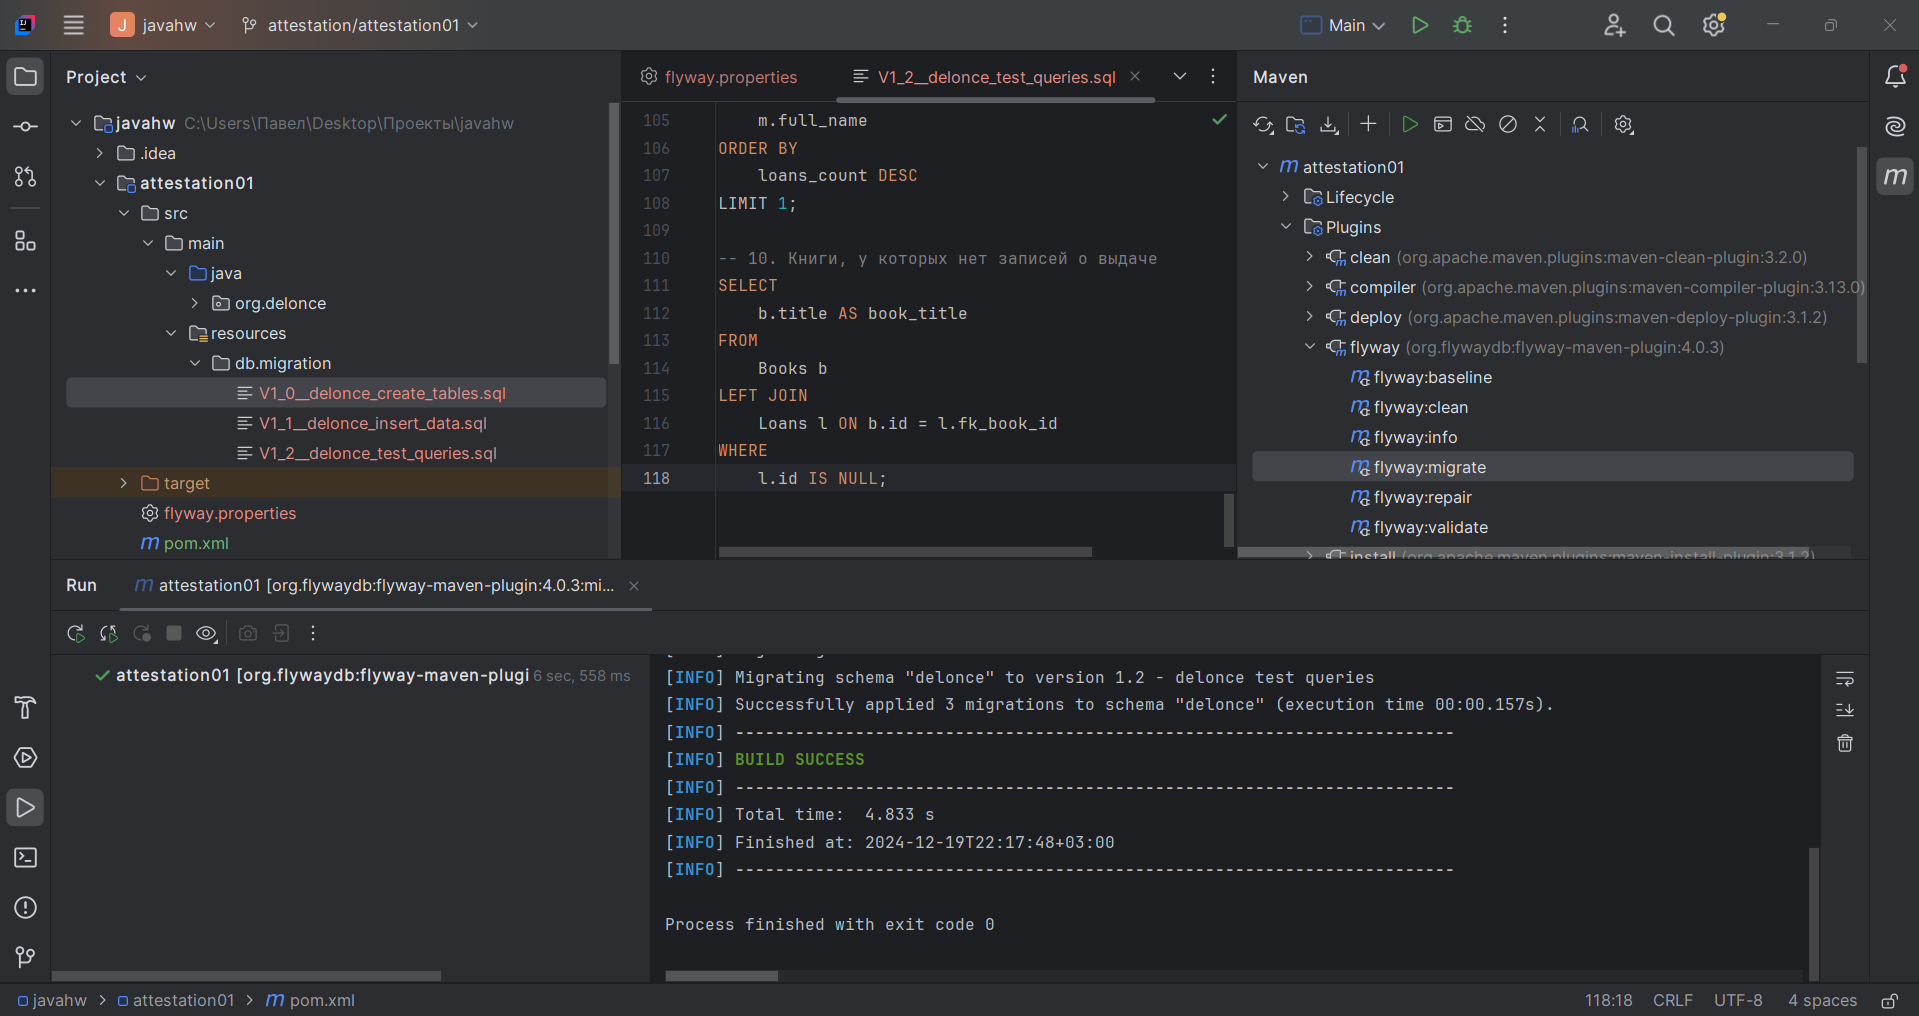 J javahw attestation/attestation01 Main
Project
javahw C:\Users\Павел\Desktop\Проекты\javahw
.idea
attestation01
src
main
java
org.delonce
resources
db.migration
V1_0__delonce_create_tables.sql
V1_1__delonce_insert_data.sql
V1_2__delonce_test_queries.sql
target
flyway.properties
m pom.xml
flyway.properties V1_2__delonce_test_queries.sql
105 m.full_name
106 ORDER BY
107 loans_count DESC
108 LIMIT 1;
109
110 -- 10. Книги, у которых нет записей о выдаче
111 SELECT
112 b.title AS book_title
113 FROM
114 Books b
115 LEFT JOIN
116 Loans l ON b.id = l.fk_book_id
117 WHERE
118 l.id IS NULL;
Maven
m attestation01
Lifecycle
Plugins
clean (org.apache.maven.plugins:maven-clean-plugin:3.2.0)
compiler (org.apache.maven.plugins:maven-compiler-plugin:3.13.0)
deploy (org.apache.maven.plugins:maven-deploy-plugin:3.1.2)
flyway (org.flywaydb:flyway-maven-plugin:4.0.3)
flyway:baseline
flyway:clean
flyway:info
flyway:migrate
flyway:repair
flyway:validate
install (org.apache.maven.plugins:maven-install-plugin:3.1.2)
m
Run m attestation01 [org.flywaydb:flyway-maven-plugin:4.0.3:mi...
attestation01 [org.flywaydb:flyway-maven-plugi 6 sec, 558 ms
[INFO] Migrating schema "delonce" to version 1.2 - delonce test queries
[INFO] Successfully applied 3 migrations to schema "delonce" (execution time 00:00.157s).
[INFO] ------------------------------------------------------------------------
[INFO] BUILD SUCCESS
[INFO] ------------------------------------------------------------------------
[INFO] Total time:  4.833 s
[INFO] Finished at: 2024-12-19T22:17:48+03:00
[INFO] ------------------------------------------------------------------------
Process finished with exit code 0
javahw > attestation01 > m pom.xml 118:18 CRLF UTF-8 4 spaces